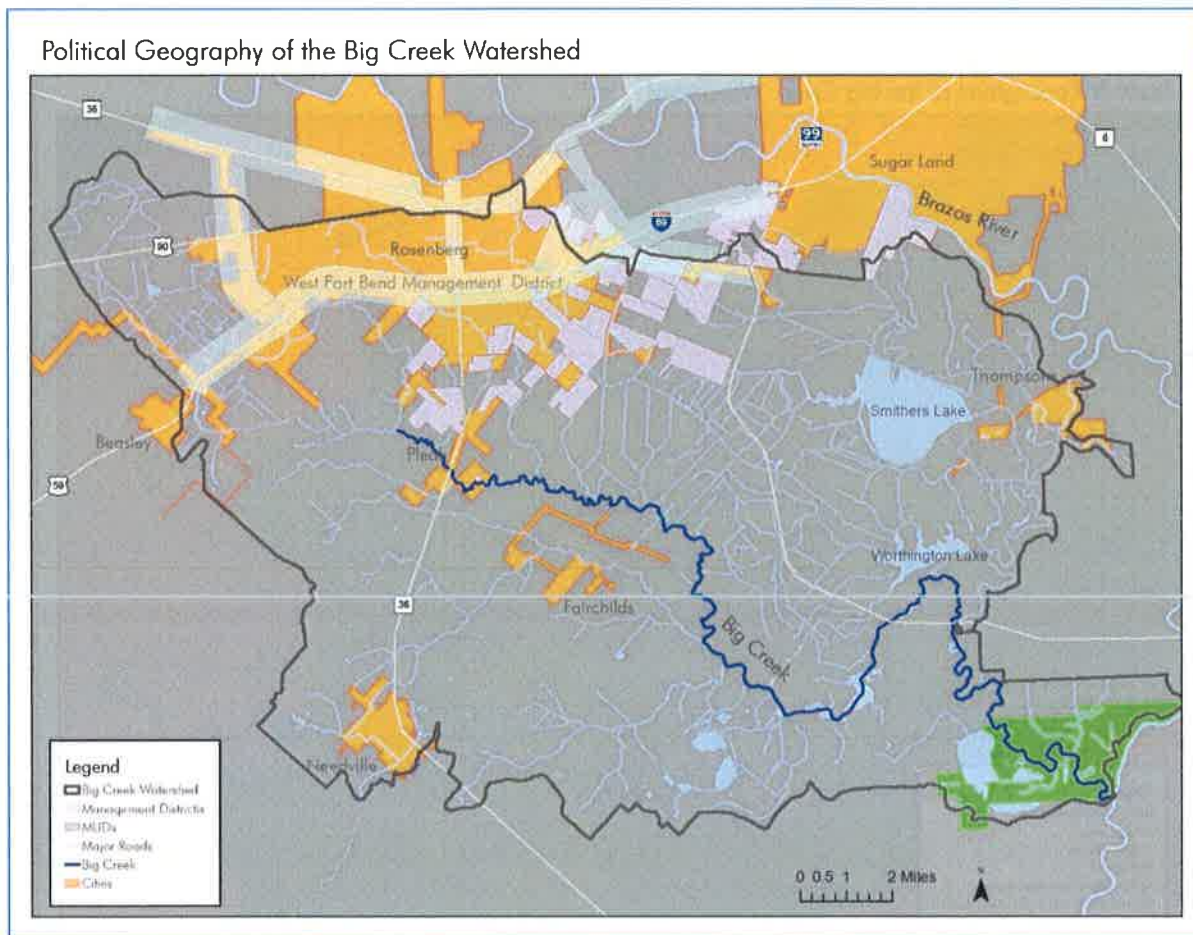 Political Geography of the Big Creek Watershed
36
99
4
Sugar Land
Brazos River
69
90
Rosenberg
West Fort Bend Management District
Thompsons
Smithers Lake
Beasley
59
Worthington Lake
Fairchilds
36
Big Creek
Needville
Legend
Big Creek Watershed
Management Districts
MUDs
Major Roads
Big Creek
Cities
0 0.5 1 2 Miles
N